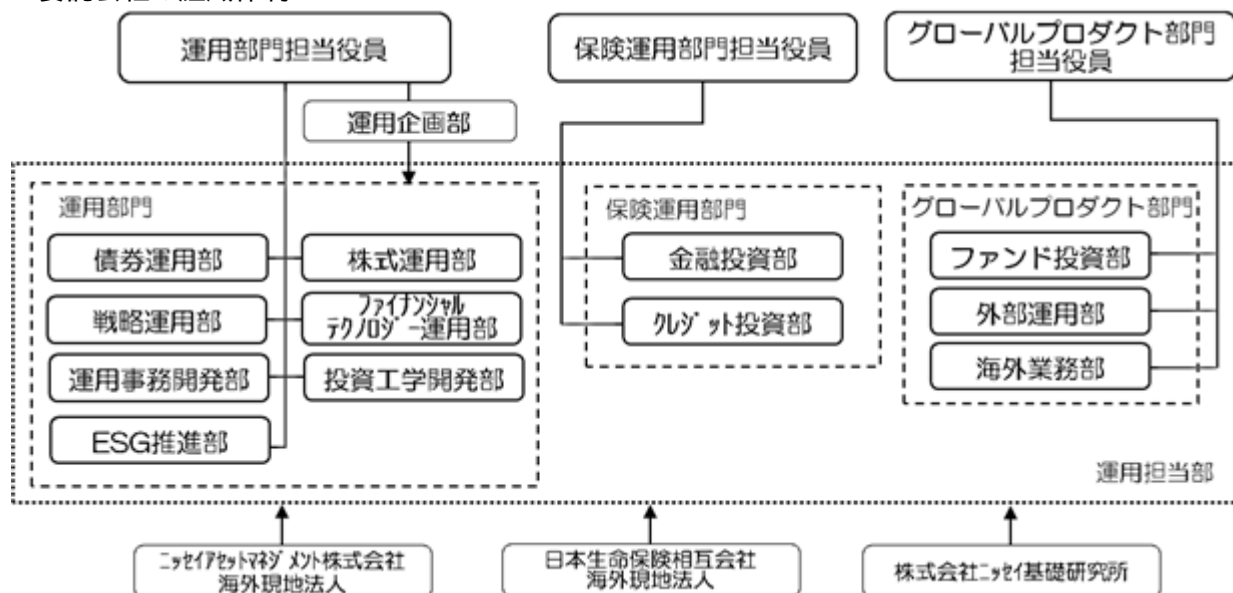 運用部門担当役員
保険運用部門担当役員
グローバルプロダクト部門
担当役員
運用企画部
運用部門
債券運用部
株式運用部
戦略運用部
ファイナンシャル
テクノロジー運用部
運用事務開発部
投資工学開発部
ESG推進部
保険運用部門
金融投資部
クレジット投資部
グローバルプロダクト部門
ファンド投資部
外部運用部
海外業務部
運用担当部
ニッセイアセットマネジメント株式会社
海外現地法人
日本生命保険相互会社
海外現地法人
株式会社ニッセイ基礎研究所